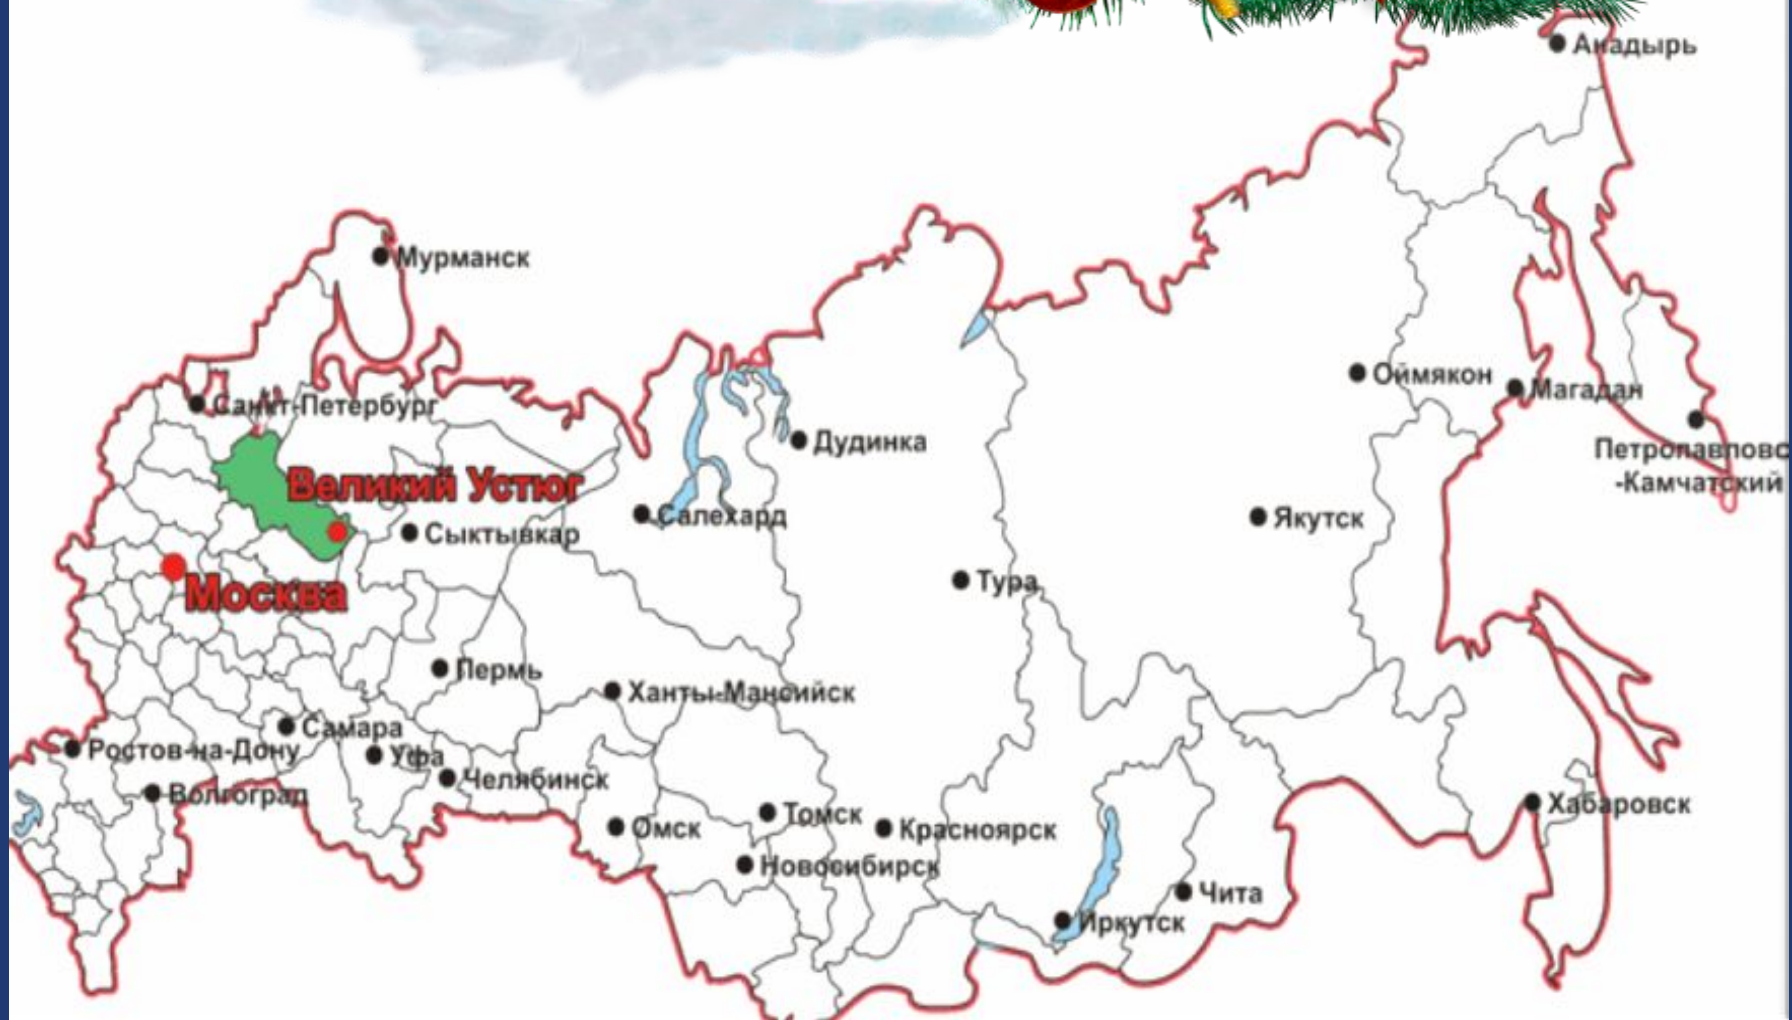 Анадырь
Мурманск
Оймякон
Магадан
Санкт-Петербург
Петропавловс
-Камчатский
Дудинка
Великий Устюг
Салехард
Якутск
Сыктывкар
Тура
Москва
Пермь
Ханты-Мансийск
Самара
Ростов-на-Дону
Уфа
Челябинск
Волгоград
Хабаровск
Томск
Омск
Красноярск
Новосибирск
Чита
Иркутск